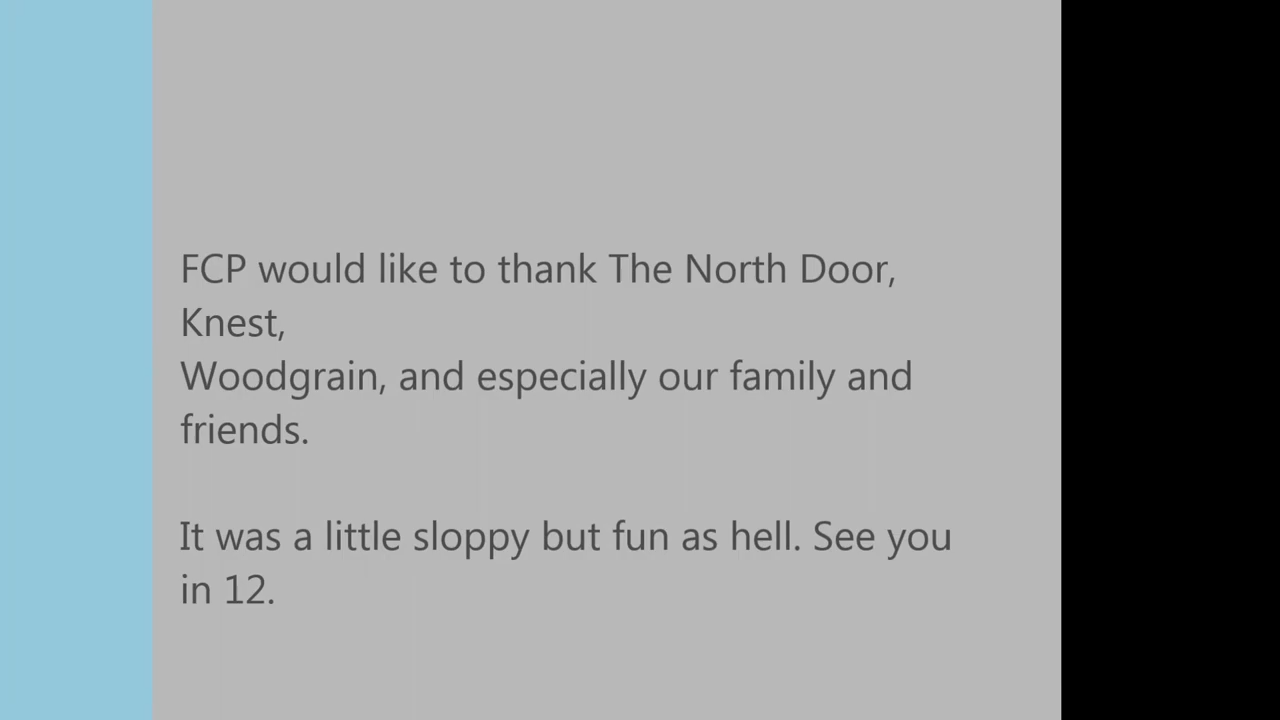 FCP would like to thank The North Door,
Knest,
Woodgrain, and especially our family and
friends.
It was a little sloppy but fun as hell. See you
in 12.